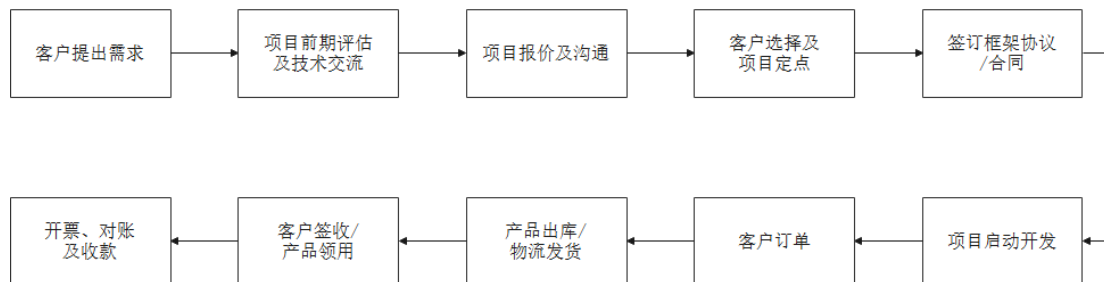 客户提出需求
项目前期评估
及技术交流
项目报价及沟通
客户选择及
项目定点
签订框架协议
/合同
开票、对账
及收款
客户签收/
产品领用
产品出库/
物流发货
客户订单
项目启动开发